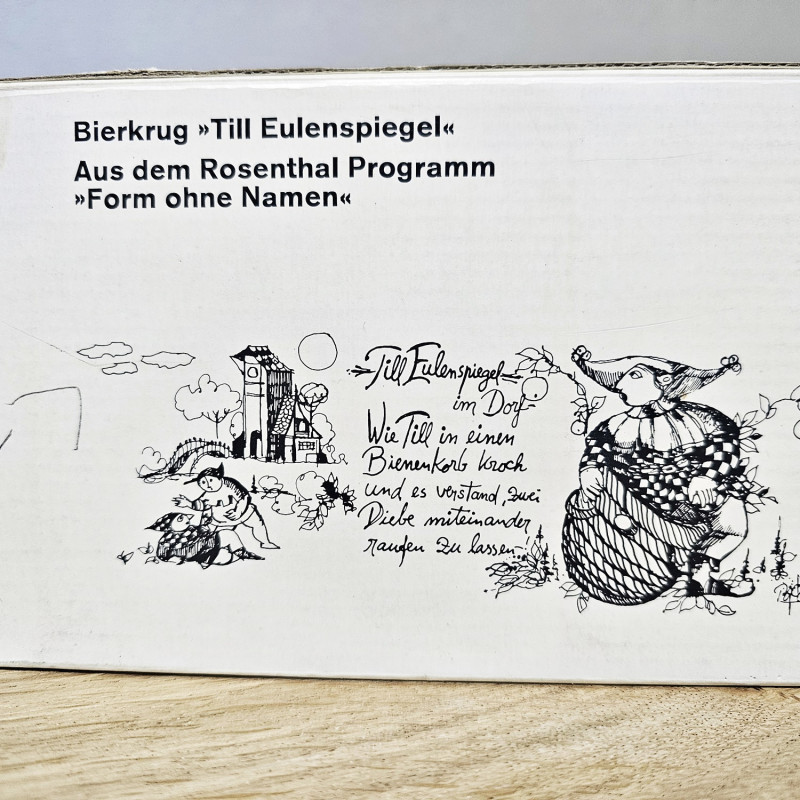 Bierkrug »Till Eulenspiegel«
Aus dem Rosenthal Programm
»Form ohne Namen«
Till Eulenspiegel
im Dorf
Wie Till in einen
Bienenkorb kroch
und es verstand, zwei
Diebe miteinander
raufen zu lassen!